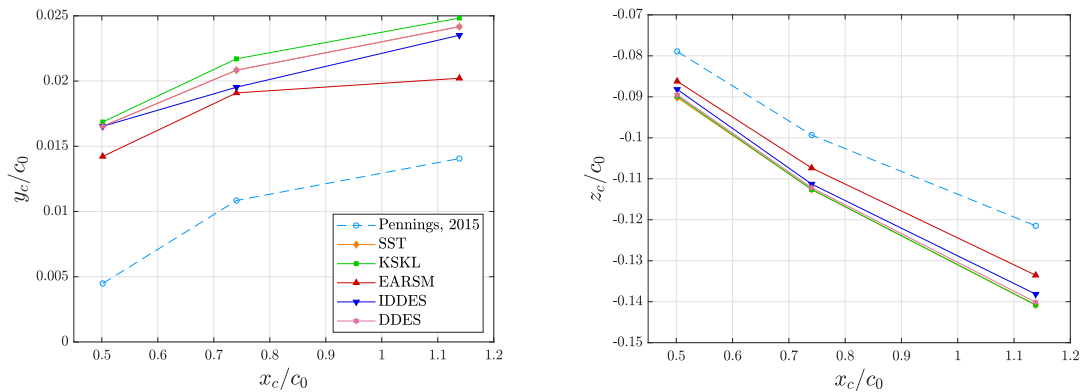 0.025
0.02
0.015
0.01
0.005
0
y_c/c_0
0.5 0.6 0.7 0.8 0.9 1 1.1 1.2
x_c/c_0
Pennings, 2015
SST
KSKL
EARSM
IDDES
DDES
-0.07
-0.08
-0.09
-0.1
-0.11
-0.12
-0.13
-0.14
-0.15
z_c/c_0
0.5 0.6 0.7 0.8 0.9 1 1.1 1.2
x_c/c_0